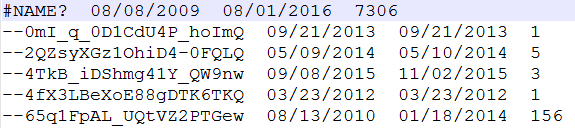 #NAME?  08/08/2009  08/01/2016  7306
--0mI_q_0D1CdU4P_hoImQ  09/21/2013  09/21/2013  1
--2QZsyXGz1OhiD4-0FQLQ  05/09/2014  05/10/2014  5
--4TkB_iDShmg41Y_QW9nw  09/08/2015  11/02/2015  3
--4fX3LBeXoE88gDTK6TKQ  03/23/2012  03/23/2012  1
--65q1FpAL_UQtVZ2PTGew  08/13/2010  01/18/2014  156